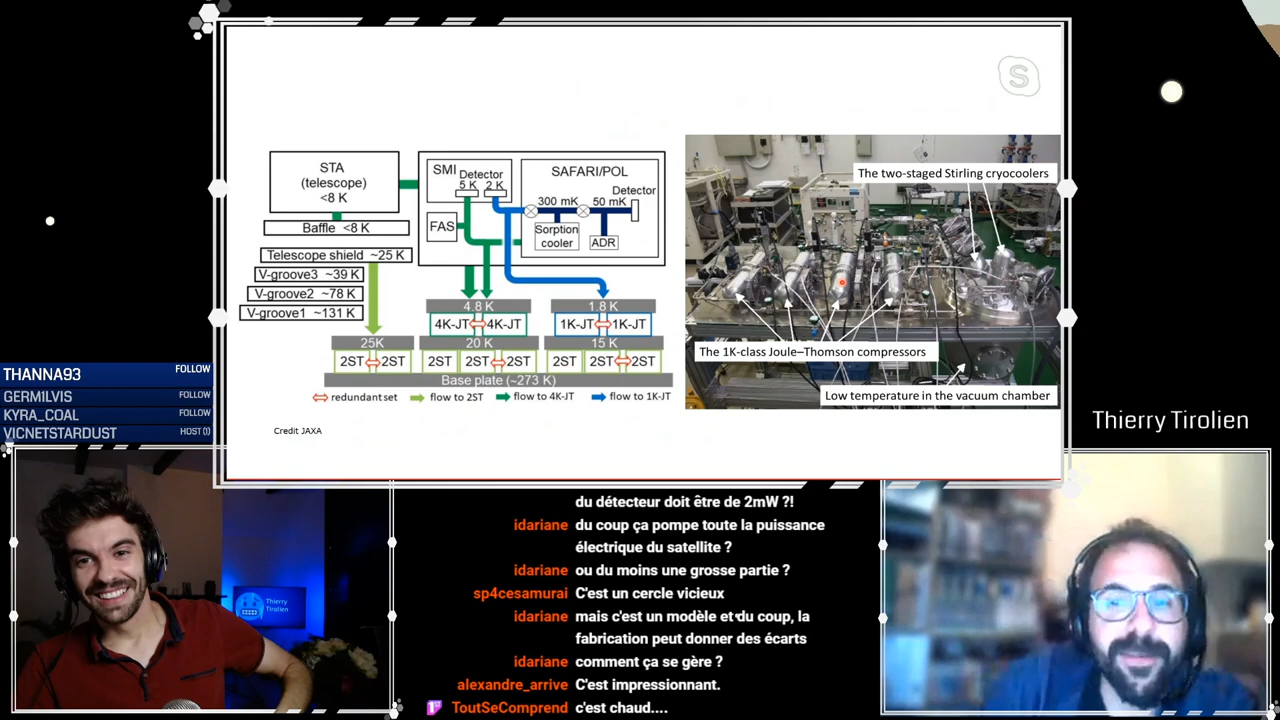 S
STA
(telescope)
<8 K
Baffle <8 K
Telescope shield ~25 K
V-groove3 ~39 K
V-groove2 ~78 K
V-groove1 ~131 K
SMI
Detector
5 K
2 K
FAS
SAFARI/POL
Detector
300 mK
50 mK
Sorption
cooler
ADR
4.8 K
1.8 K
4K-JT
4K-JT
1K-JT
1K-JT
25K
20 K
15 K
2ST
2ST
2ST
2ST
2ST
2ST
2ST
2ST
Base plate (~273 K)
redundant set
flow to 2ST
flow to 4K-JT
flow to 1K-JT
Credit JAXA
The two-staged Stirling cryocoolers
The 1K-class Joule–Thomson compressors
Low temperature in the vacuum chamber
THANNA93 FOLLOW
GERMILVIS FOLLOW
KYRA_COAL FOLLOW
VICNETSTARDUST HOST (1)
Thierry Tirolien
Thierry
Tirolien
du détecteur doit être de 2mW ?!
idariane du coup ça pompe toute la puissance
électrique du satellite ?
idariane ou du moins une grosse partie ?
sp4cesamurai C'est un cercle vicieux
idariane mais c'est un modèle et du coup, la
fabrication peut donner des écarts
idariane comment ça se gère ?
alexandre_arrive C'est impressionnant.
ToutSeComprend c'est chaud....